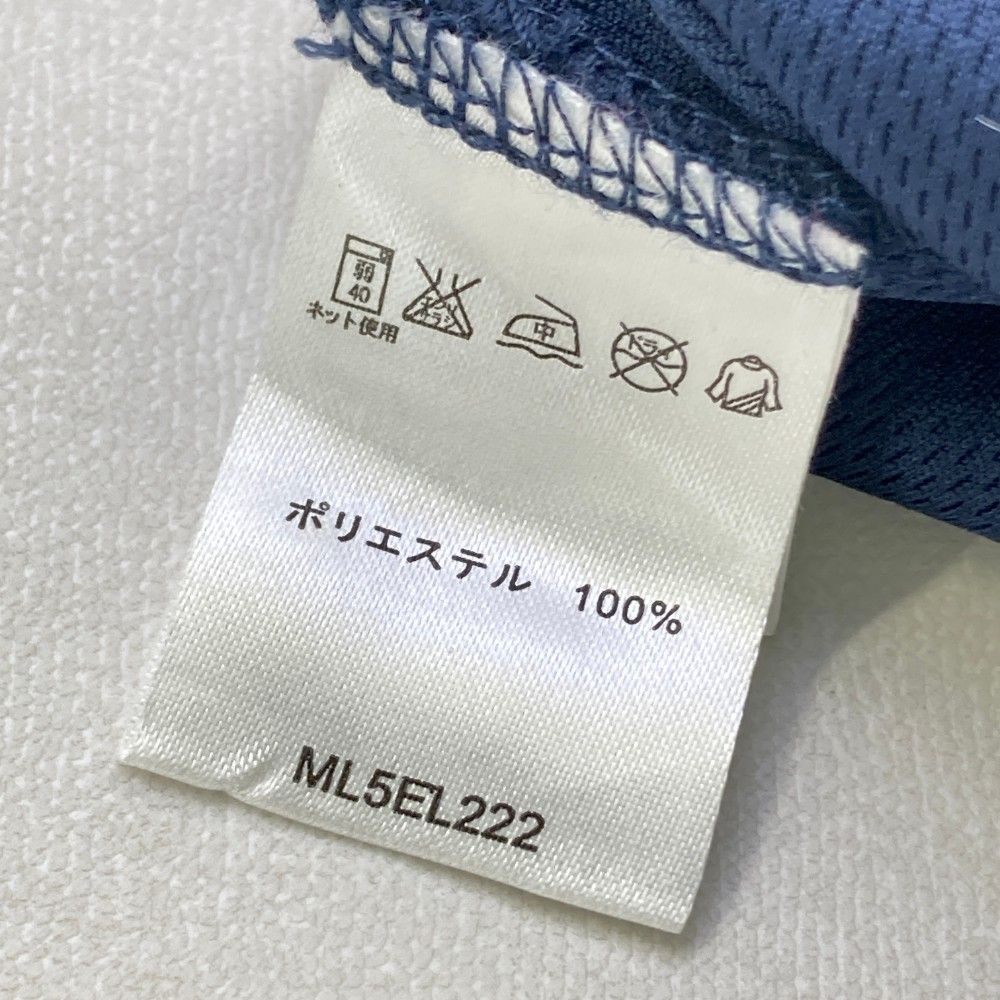 弱
40
ネット使用
エンソ
サラシ
中
ドライ
ポリエステル 100%
ML5EL222